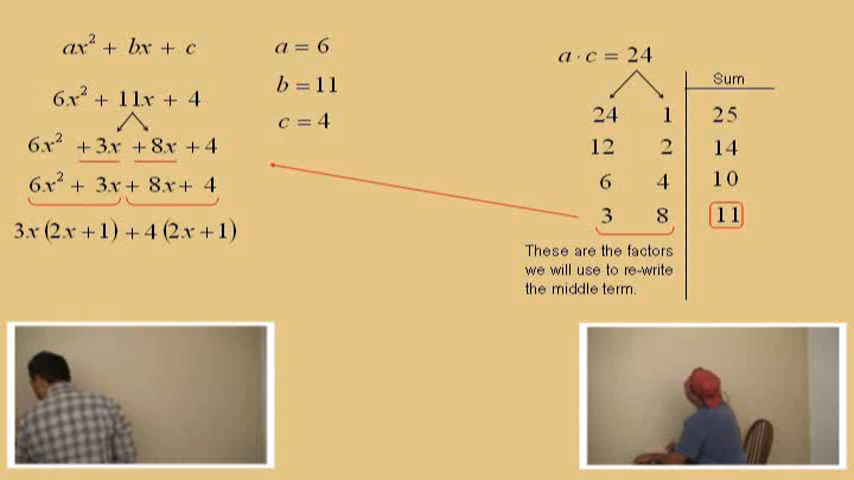 ax² + bx + c
6x² + 11x + 4
6x² + 3x + 8x + 4
6x² + 3x + 8x + 4
3x(2x+1) + 4(2x+1)
a = 6
b = 11
c = 4
a · c = 24
Sum
24 1 25
12 2 14
6 4 10
3 8 11
These are the factors
we will use to re-write
the middle term.